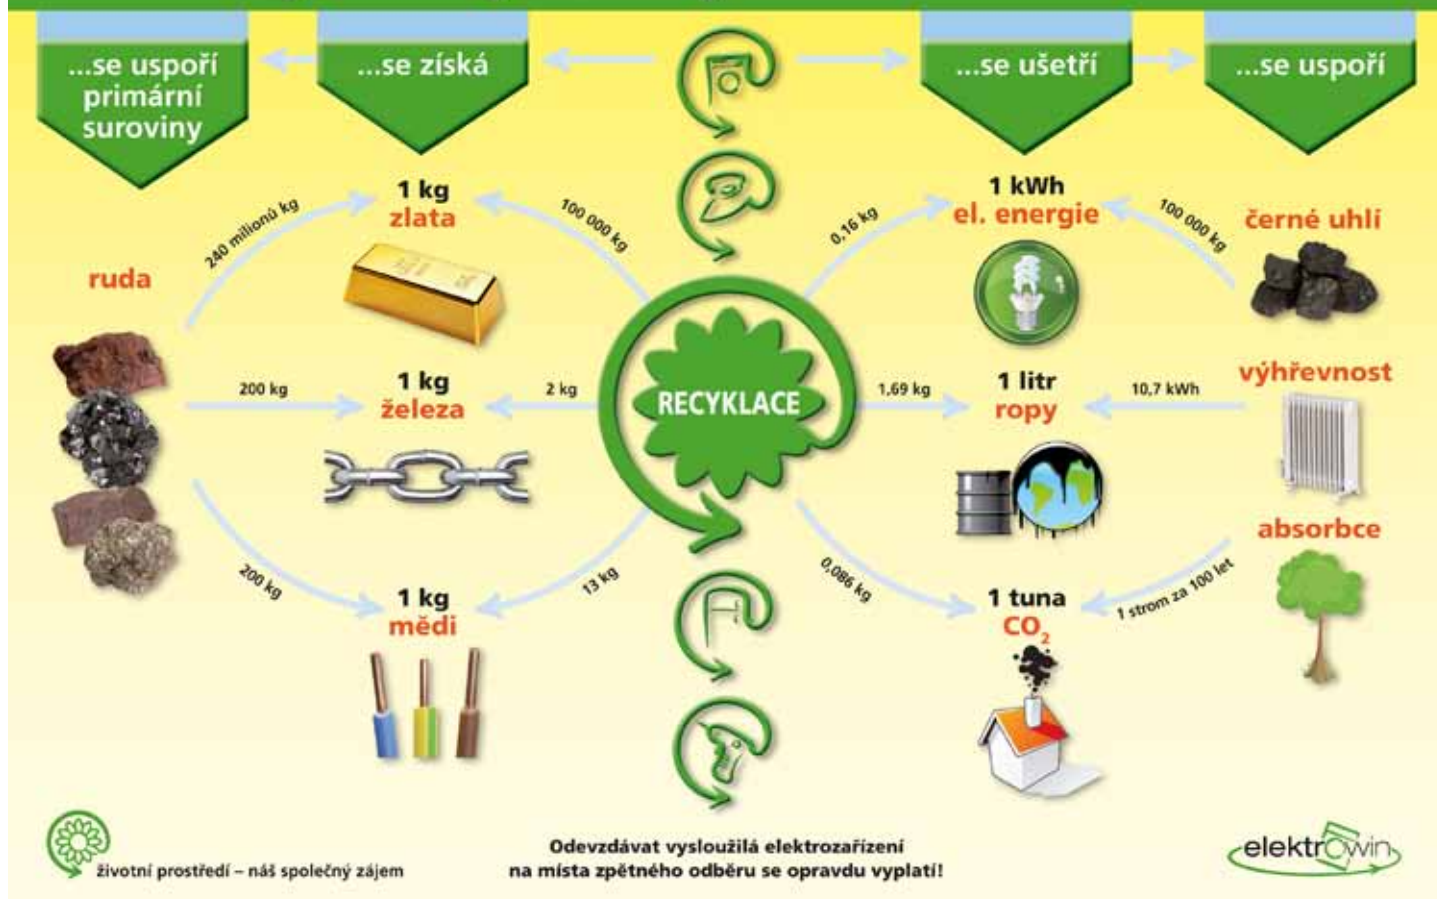 ...se uspoří
primární
suroviny
...se získá
...se ušetří
...se uspoří
240 milionů kg
1 kg
zlata
100 000 kg
0,16 kg
1 kWh
el. energie
100 000 kg
černé uhlí
ruda
200 kg
1 kg
železa
2 kg
RECYKLACE
1,69 kg
1 litr
ropy
10,7 kWh
výhřevnost
absorbce
200 kg
1 kg
mědi
13 kg
0,086 kg
1 tuna
CO₂
1 strom za 100 let
životní prostředí – náš společný zájem
Odevzdávat vysloužilá elektrozařízení
na místa zpětného odběru se opravdu vyplatí!
elektrowin